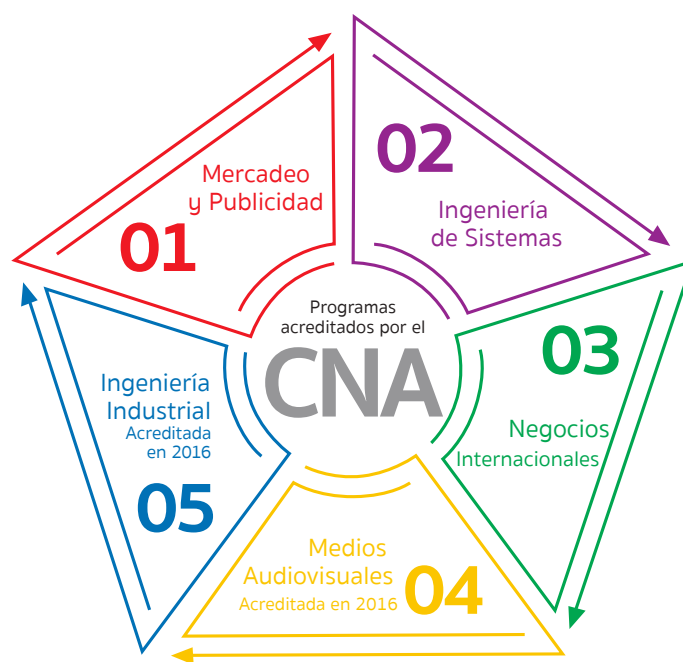 Programas
acreditados por el
CNA
01
Mercadeo
y Publicidad
02
Ingeniería
de Sistemas
03
Negocios
Internacionales
04
Medios
Audiovisuales
Acreditada en 2016
05
Ingeniería
Industrial
Acreditada
en 2016